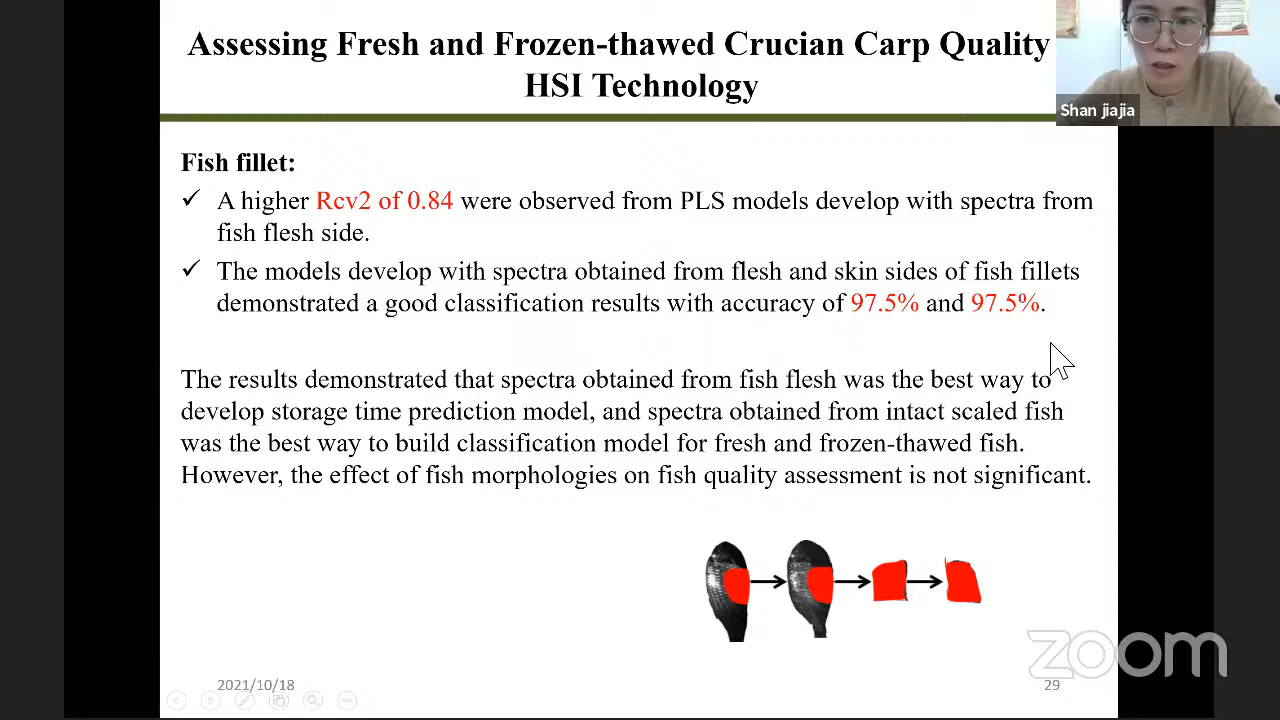 Assessing Fresh and Frozen-thawed Crucian Carp Quality
HSI Technology
Shan jiajia
Fish fillet:
✓ A higher Rcv2 of 0.84 were observed from PLS models develop with spectra from
fish flesh side.
✓ The models develop with spectra obtained from flesh and skin sides of fish fillets
demonstrated a good classification results with accuracy of 97.5% and 97.5%.
The results demonstrated that spectra obtained from fish flesh was the best way to
develop storage time prediction model, and spectra obtained from intact scaled fish
was the best way to build classification model for fresh and frozen-thawed fish.
However, the effect of fish morphologies on fish quality assessment is not significant.
zoom
2021/10/18
29